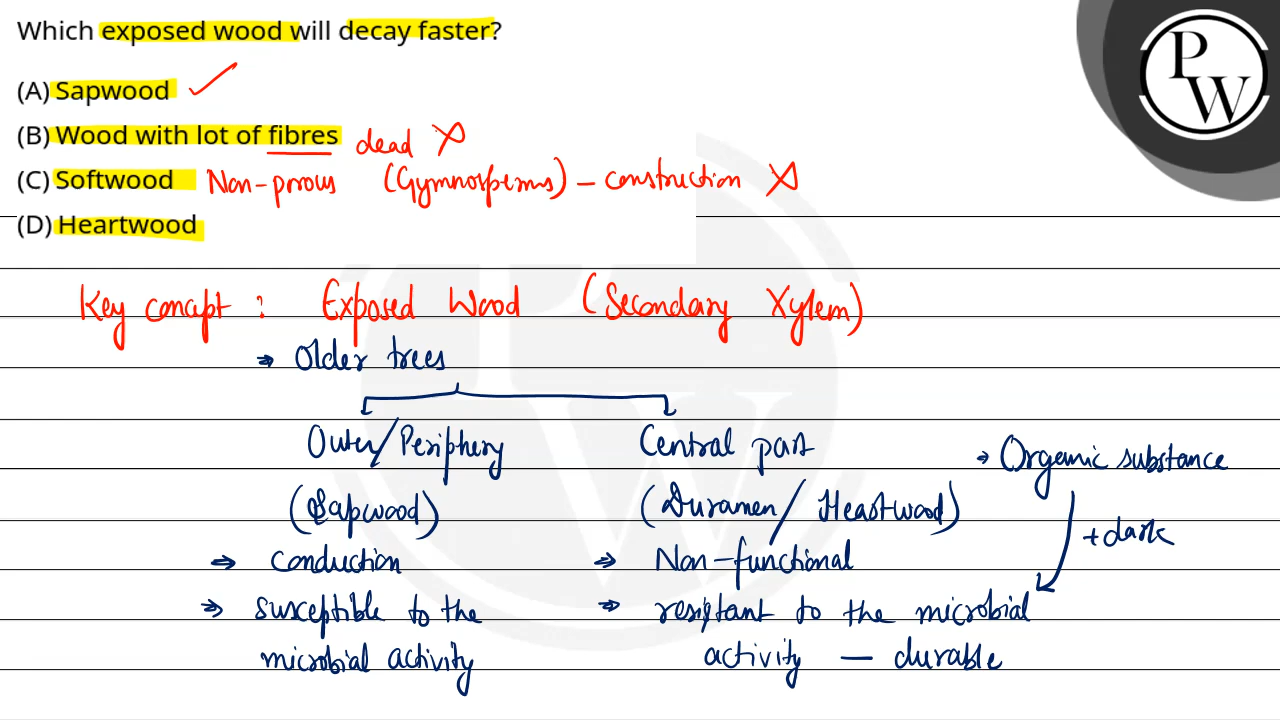 Which exposed wood will decay faster?
(A) Sapwood
(B) Wood with lot of fibres dead
(C) Softwood Non-porous (Gymnosperms) - construction
(D) Heartwood
Key concept : Exposed Wood (Secondary Xylem)
→ Older trees
Outer/Periphery Central part → Organic substance
(Sapwood) (Duramen / Heartwood)
+dark
→ conduction → Non-functional
→ susceptible to the → resistant to the microbial
microbial activity activity — durable
PW